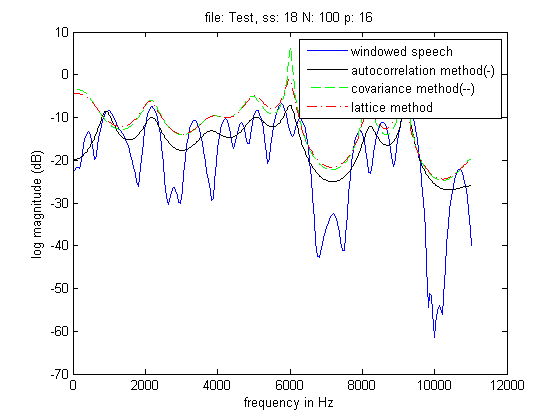 file: Test, ss: 18 N: 100 p: 16
windowed speech
autocorrelation method(-)
covariance method(--)
lattice method
10
0
-10
-20
-30
-40
-50
-60
-70
log magnitude (dB)
0 2000 4000 6000 8000 10000 12000
frequency in Hz